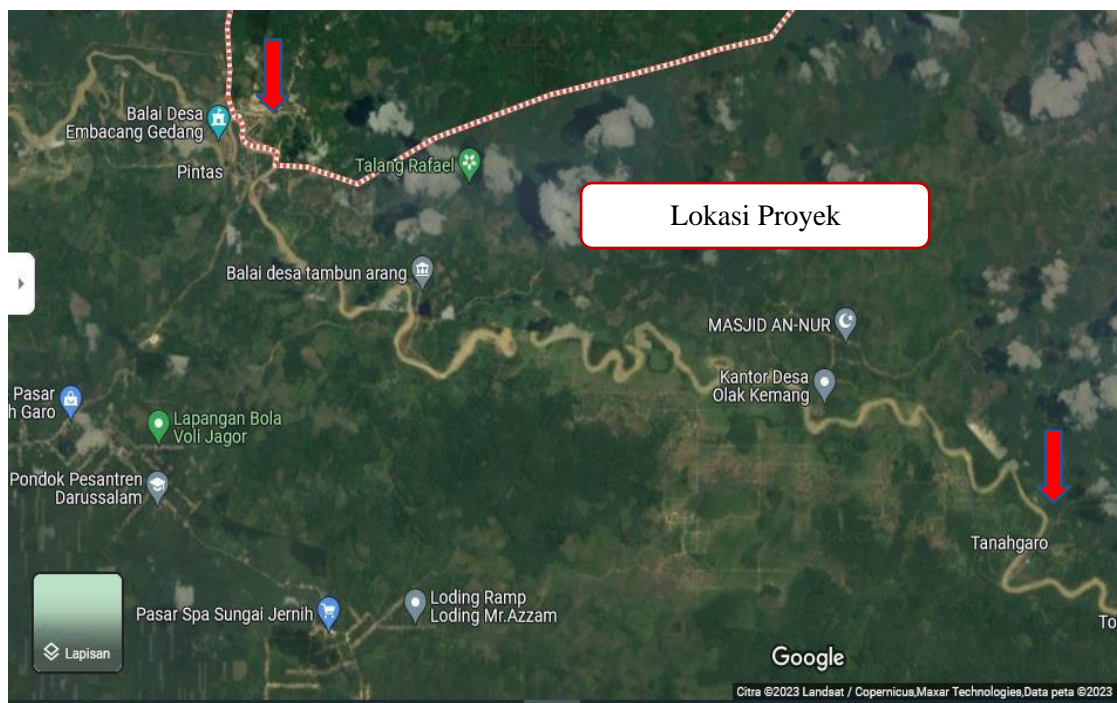 Balai Desa
Embacang Gedang
Pintas
Talang Rafael
Lokasi Proyek
Balai desa tambun arang
MASJID AN-NUR
Kantor Desa
Olak Kemang
Pasar
h Garo
Lapangan Bola
Voli Jagor
Pondok Pesantren
Darussalam
Tanahgaro
Pasar Spa Sungai Jernih
Loding Ramp
Loding Mr.Azzam
To
Lapisan
Google
Citra ©2023 Landsat / Copernicus,Maxar Technologies,Data peta ©2023